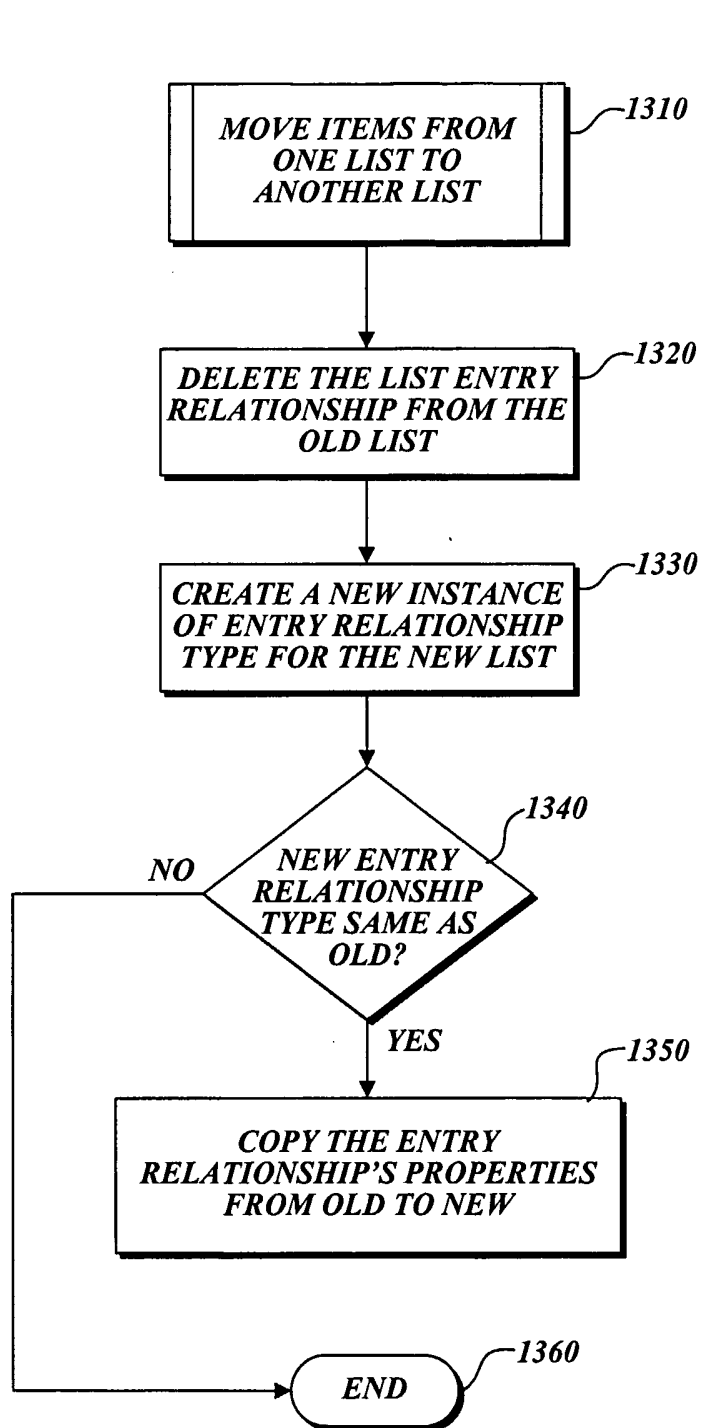 MOVE ITEMS FROM
ONE LIST TO
ANOTHER LIST
1310
DELETE THE LIST ENTRY
RELATIONSHIP FROM THE
OLD LIST
1320
CREATE A NEW INSTANCE
OF ENTRY RELATIONSHIP
TYPE FOR THE NEW LIST
1330
NEW ENTRY
RELATIONSHIP
TYPE SAME AS
OLD?
1340
NO
YES
COPY THE ENTRY
RELATIONSHIP'S PROPERTIES
FROM OLD TO NEW
1350
END
1360